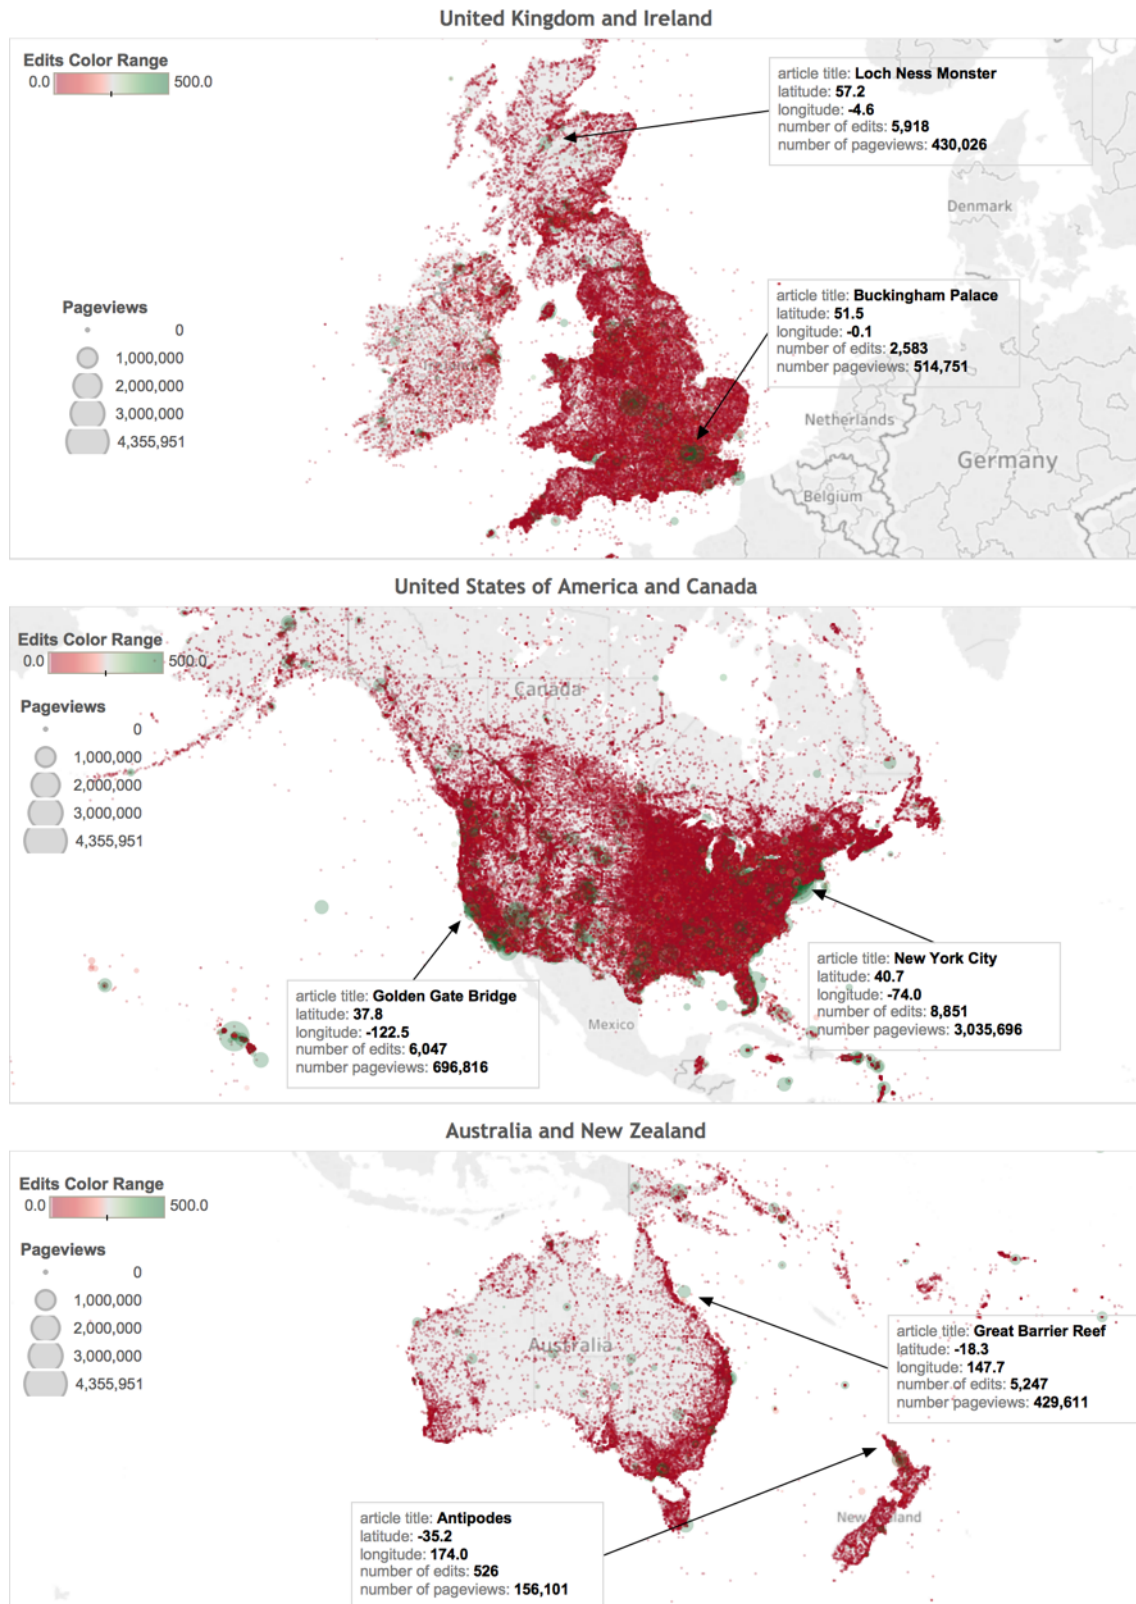 United Kingdom and Ireland
Edits Color Range
0.0 500.0
article title: Loch Ness Monster
latitude: 57.2
longitude: -4.6
number of edits: 5,918
number of pageviews: 430,026
Denmark
Pageviews
0
1,000,000
2,000,000
3,000,000
4,355,951
article title: Buckingham Palace
latitude: 51.5
longitude: -0.1
number of edits: 2,583
number pageviews: 514,751
Netherlands
Germany
Belgium
United States of America and Canada
Edits Color Range
0.0 500.0
Canada
Pageviews
0
1,000,000
2,000,000
3,000,000
4,355,951
article title: New York City
latitude: 40.7
longitude: -74.0
number of edits: 8,851
number pageviews: 3,035,696
article title: Golden Gate Bridge
latitude: 37.8
longitude: -122.5
number of edits: 6,047
number pageviews: 696,816
Mexico
Australia and New Zealand
Edits Color Range
0.0 500.0
Pageviews
0
1,000,000
2,000,000
3,000,000
4,355,951
Australia
article title: Great Barrier Reef
latitude: -18.3
longitude: 147.7
number of edits: 5,247
number pageviews: 429,611
article title: Antipodes
latitude: -35.2
longitude: 174.0
number of edits: 526
number of pageviews: 156,101